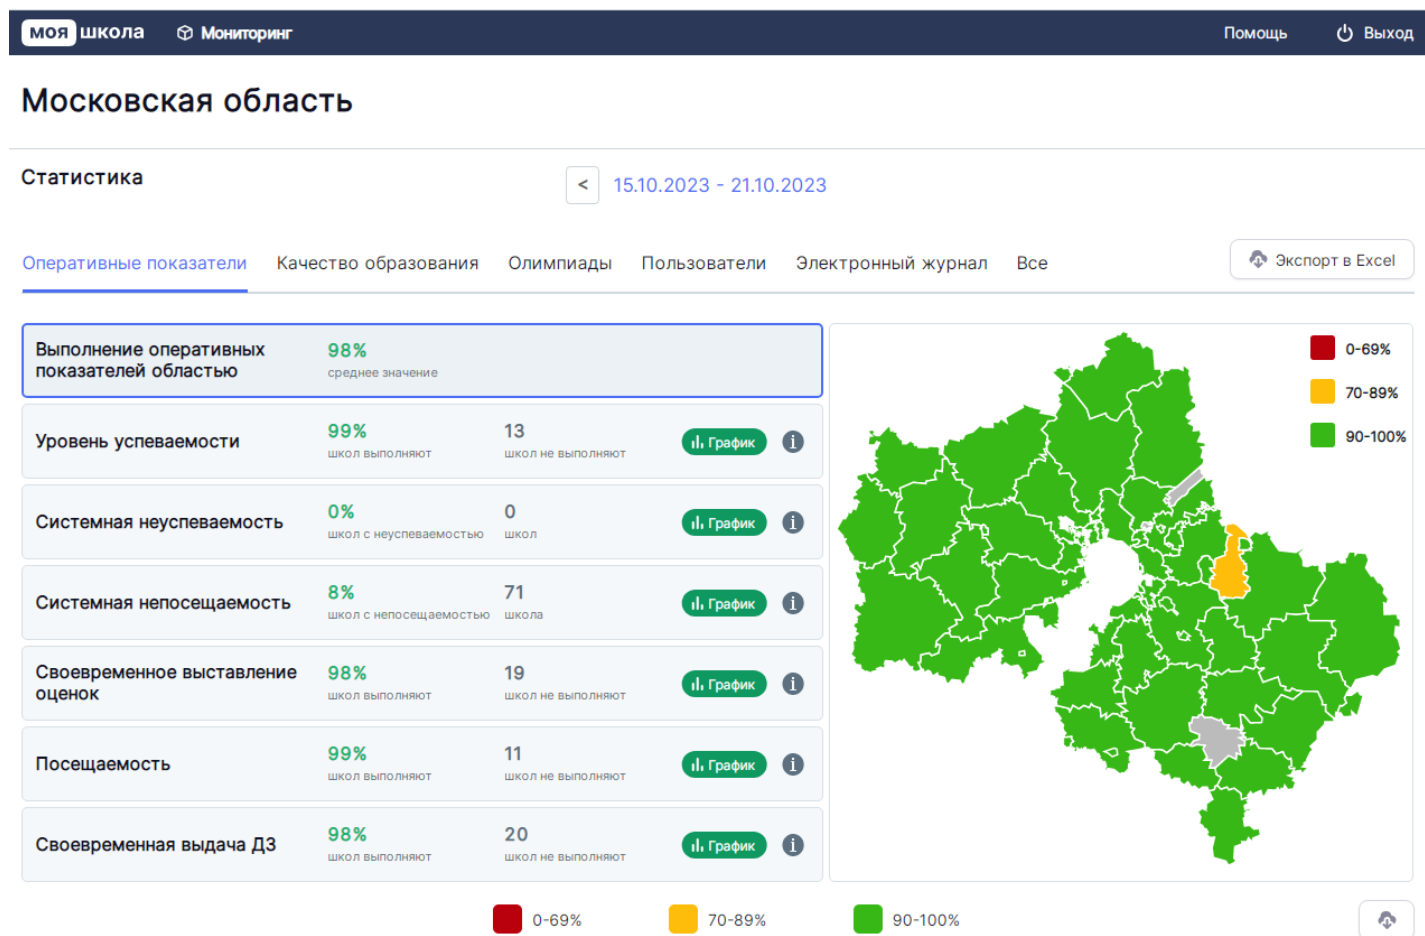 моя школа Мониторинг Помощь Выход
Московская область
Статистика < 15.10.2023 - 21.10.2023
Оперативные показатели Качество образования Олимпиады Пользователи Электронный журнал Все Экспорт в Excel
Выполнение оперативных
показателей областью
98%
среднее значение
Уровень успеваемости
99%
школ выполняют
13
школ не выполняют
График
Системная неуспеваемость
0%
школ с неуспеваемостью
0
школ
График
Системная непосещаемость
8%
школ с непосещаемостью
71
школа
График
Своевременное выставление
оценок
98%
школ выполняют
19
школ не выполняют
График
Посещаемость
99%
школ выполняют
11
школ не выполняют
График
Своевременная выдача ДЗ
98%
школ выполняют
20
школ не выполняют
График
0-69%
70-89%
90-100%
0-69% 70-89% 90-100%